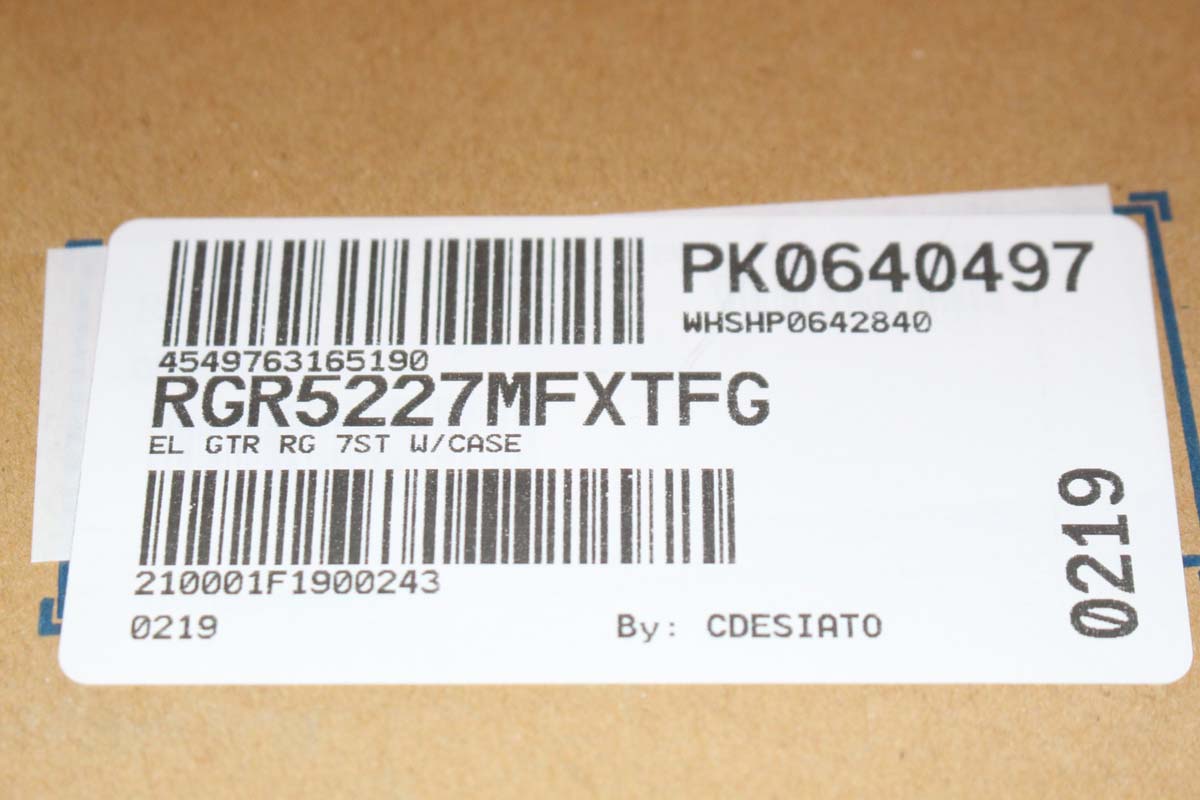 PK0640497
WHSHP0642840
4549763165190
RGR5227MFXTFG
EL GTR RG 7ST W/CASE
210001F1900243
0219
By: CDESIATO
0219